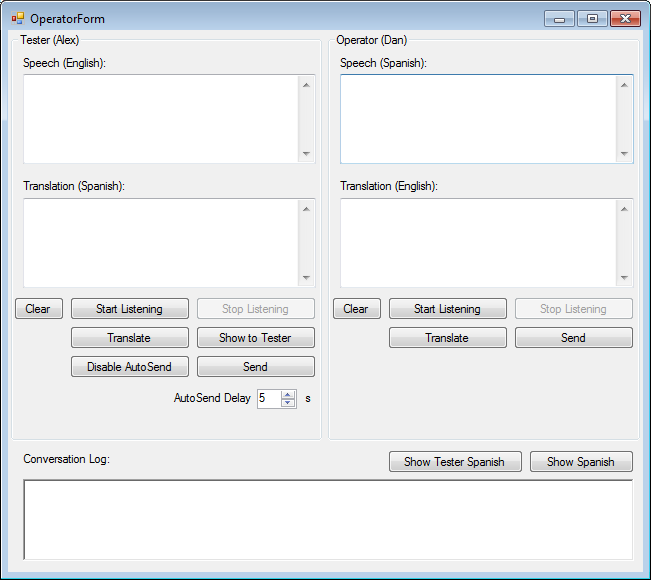 OperatorForm
Tester (Alex)
Speech (English):
Translation (Spanish):
Clear Start Listening Stop Listening
Translate Show to Tester
Disable AutoSend Send
AutoSend Delay 5 s
Operator (Dan)
Speech (Spanish):
Translation (English):
Clear Start Listening Stop Listening
Translate Send
Conversation Log: Show Tester Spanish Show Spanish